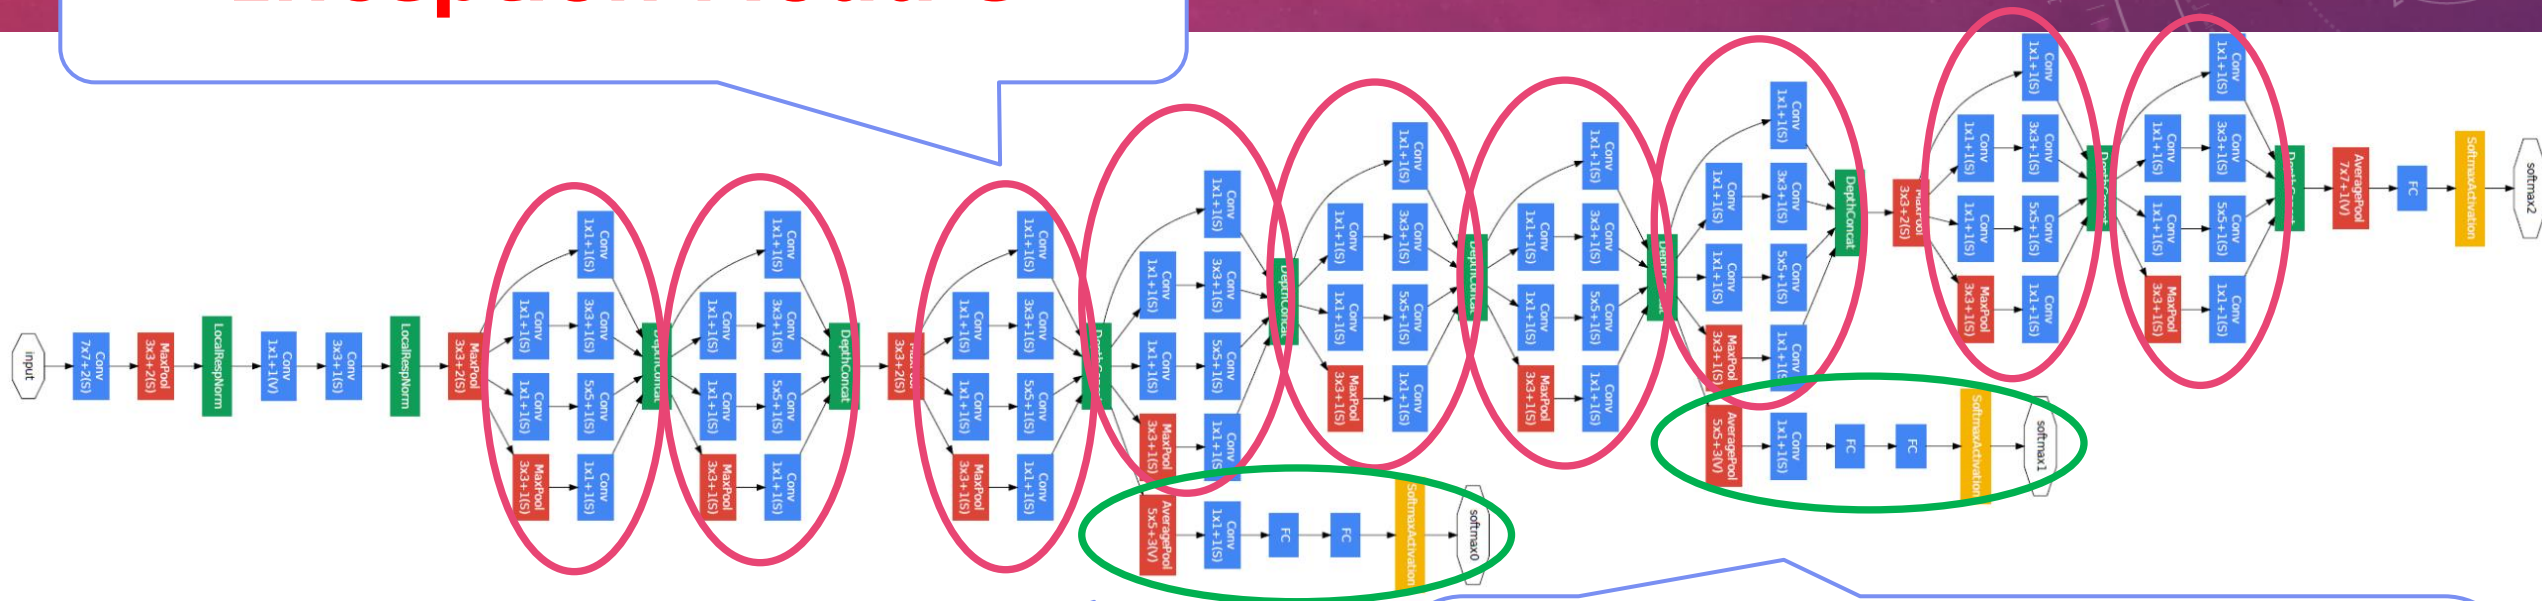 input
Conv
7x7+2(S)
MaxPool
3x3+2(S)
LocalRespNorm
Conv
1x1+1(V)
Conv
3x3+1(S)
LocalRespNorm
MaxPool
3x3+2(S)
Conv
1x1+1(S)
Conv
1x1+1(S)
Conv
3x3+1(S)
Conv
1x1+1(S)
Conv
5x5+1(S)
MaxPool
3x3+1(S)
Conv
1x1+1(S)
Conv
1x1+1(S)
Conv
1x1+1(S)
Conv
3x3+1(S)
Conv
1x1+1(S)
Conv
5x5+1(S)
MaxPool
3x3+1(S)
Conv
1x1+1(S)
DepthConcat
3x3+2(S)
Conv
1x1+1(S)
Conv
1x1+1(S)
Conv
3x3+1(S)
Conv
1x1+1(S)
Conv
5x5+1(S)
MaxPool
3x3+1(S)
Conv
1x1+1(S)
Conv
1x1+1(S)
Conv
1x1+1(S)
Conv
3x3+1(S)
Conv
1x1+1(S)
Conv
5x5+1(S)
MaxPool
3x3+1(S)
Conv
1x1+1(S)
AveragePool
5x5+3(V)
Conv
1x1+1(S)
FC
FC
SoftmaxActivation
softmax0
Conv
1x1+1(S)
Conv
1x1+1(S)
Conv
3x3+1(S)
Conv
1x1+1(S)
Conv
5x5+1(S)
MaxPool
3x3+1(S)
Conv
1x1+1(S)
Conv
1x1+1(S)
Conv
1x1+1(S)
Conv
3x3+1(S)
Conv
1x1+1(S)
Conv
5x5+1(S)
MaxPool
3x3+1(S)
Conv
1x1+1(S)
Conv
1x1+1(S)
Conv
1x1+1(S)
Conv
3x3+1(S)
Conv
1x1+1(S)
Conv
5x5+1(S)
MaxPool
3x3+1(S)
Conv
1x1+1(S)
DepthConcat
AveragePool
5x5+3(V)
Conv
1x1+1(S)
FC
FC
SoftmaxActivation
softmax1
3x3+2(S)
Conv
1x1+1(S)
Conv
1x1+1(S)
Conv
3x3+1(S)
Conv
1x1+1(S)
Conv
5x5+1(S)
MaxPool
3x3+1(S)
Conv
1x1+1(S)
Conv
1x1+1(S)
Conv
1x1+1(S)
Conv
3x3+1(S)
Conv
1x1+1(S)
Conv
5x5+1(S)
MaxPool
3x3+1(S)
Conv
1x1+1(S)
AveragePool
7x7+1(V)
FC
SoftmaxActivation
softmax2